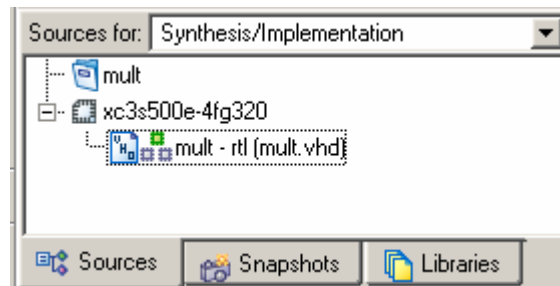 Sources for: Synthesis/Implementation
mult
xc3s500e-4fg320
mult - rtl (mult.vhd)
Sources Snapshots Libraries